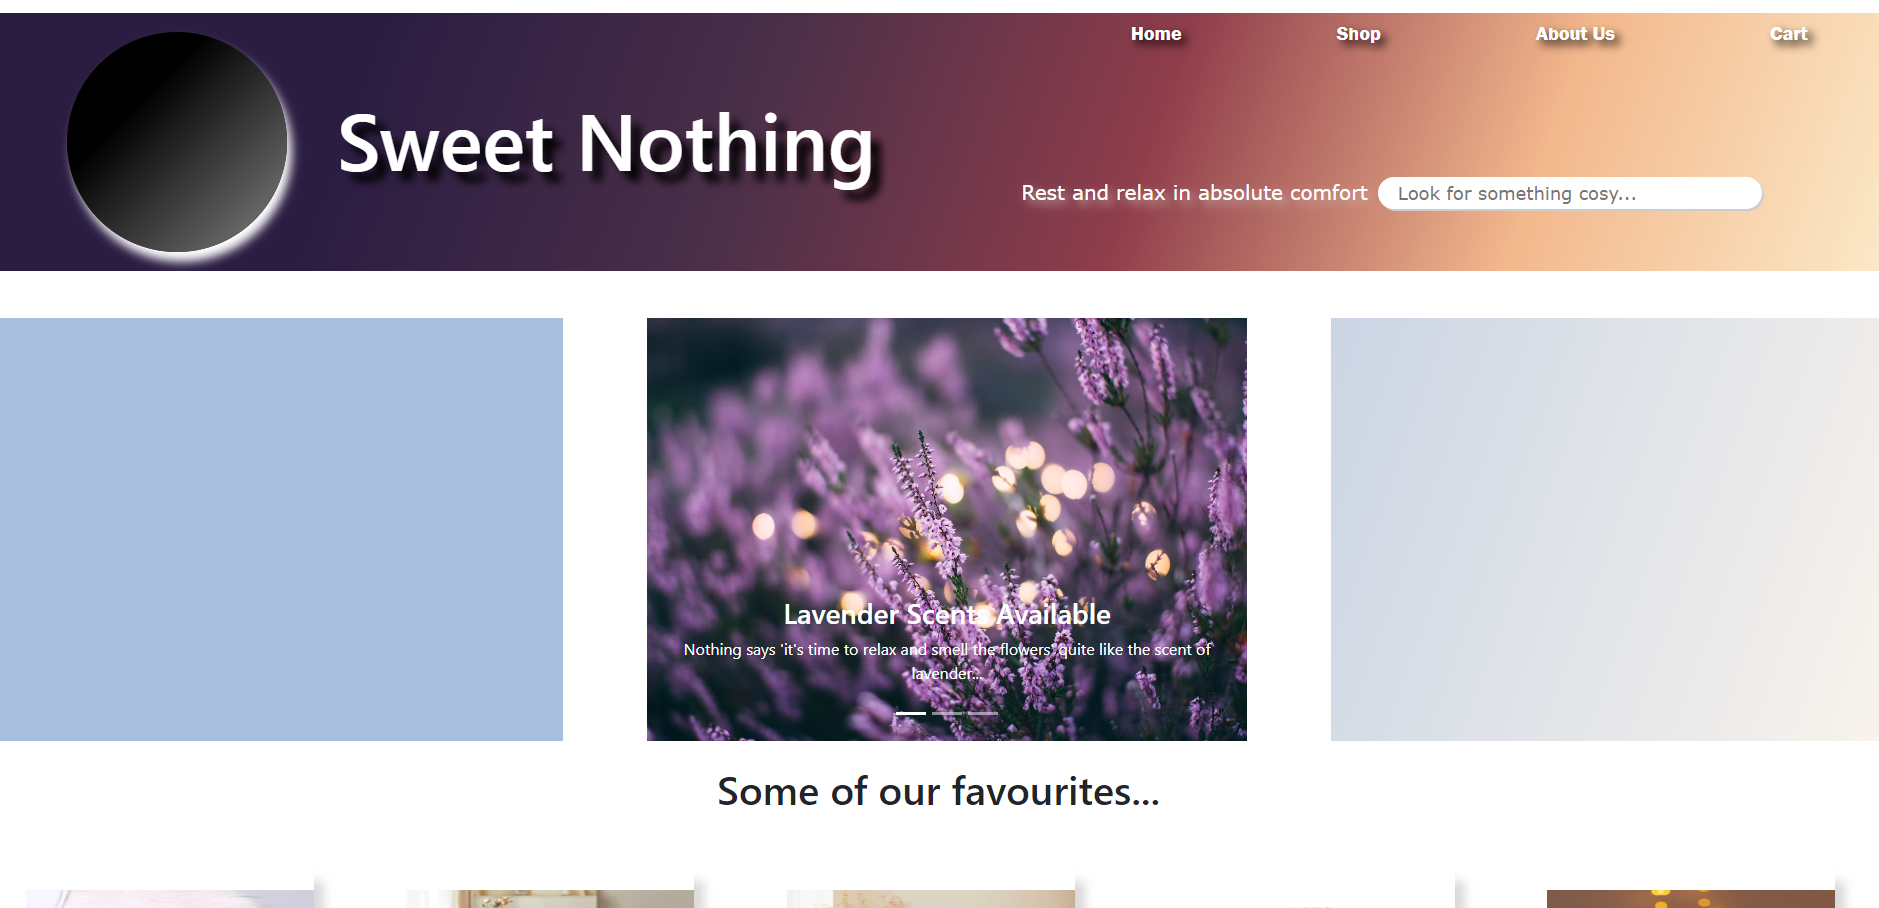 Home Shop About Us Cart
Sweet Nothing
Rest and relax in absolute comfort Look for something cosy...
Lavender Scents Available
Nothing says 'it's time to relax and smell the flowers' quite like the scent of
lavender...
Some of our favourites...